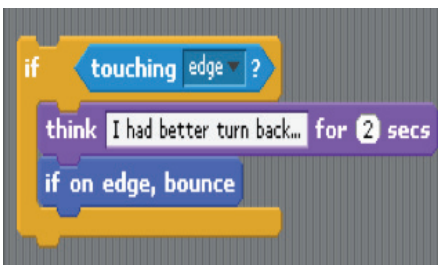 if touching edge ?
think I had better turn back... for 2 secs
if on edge, bounce